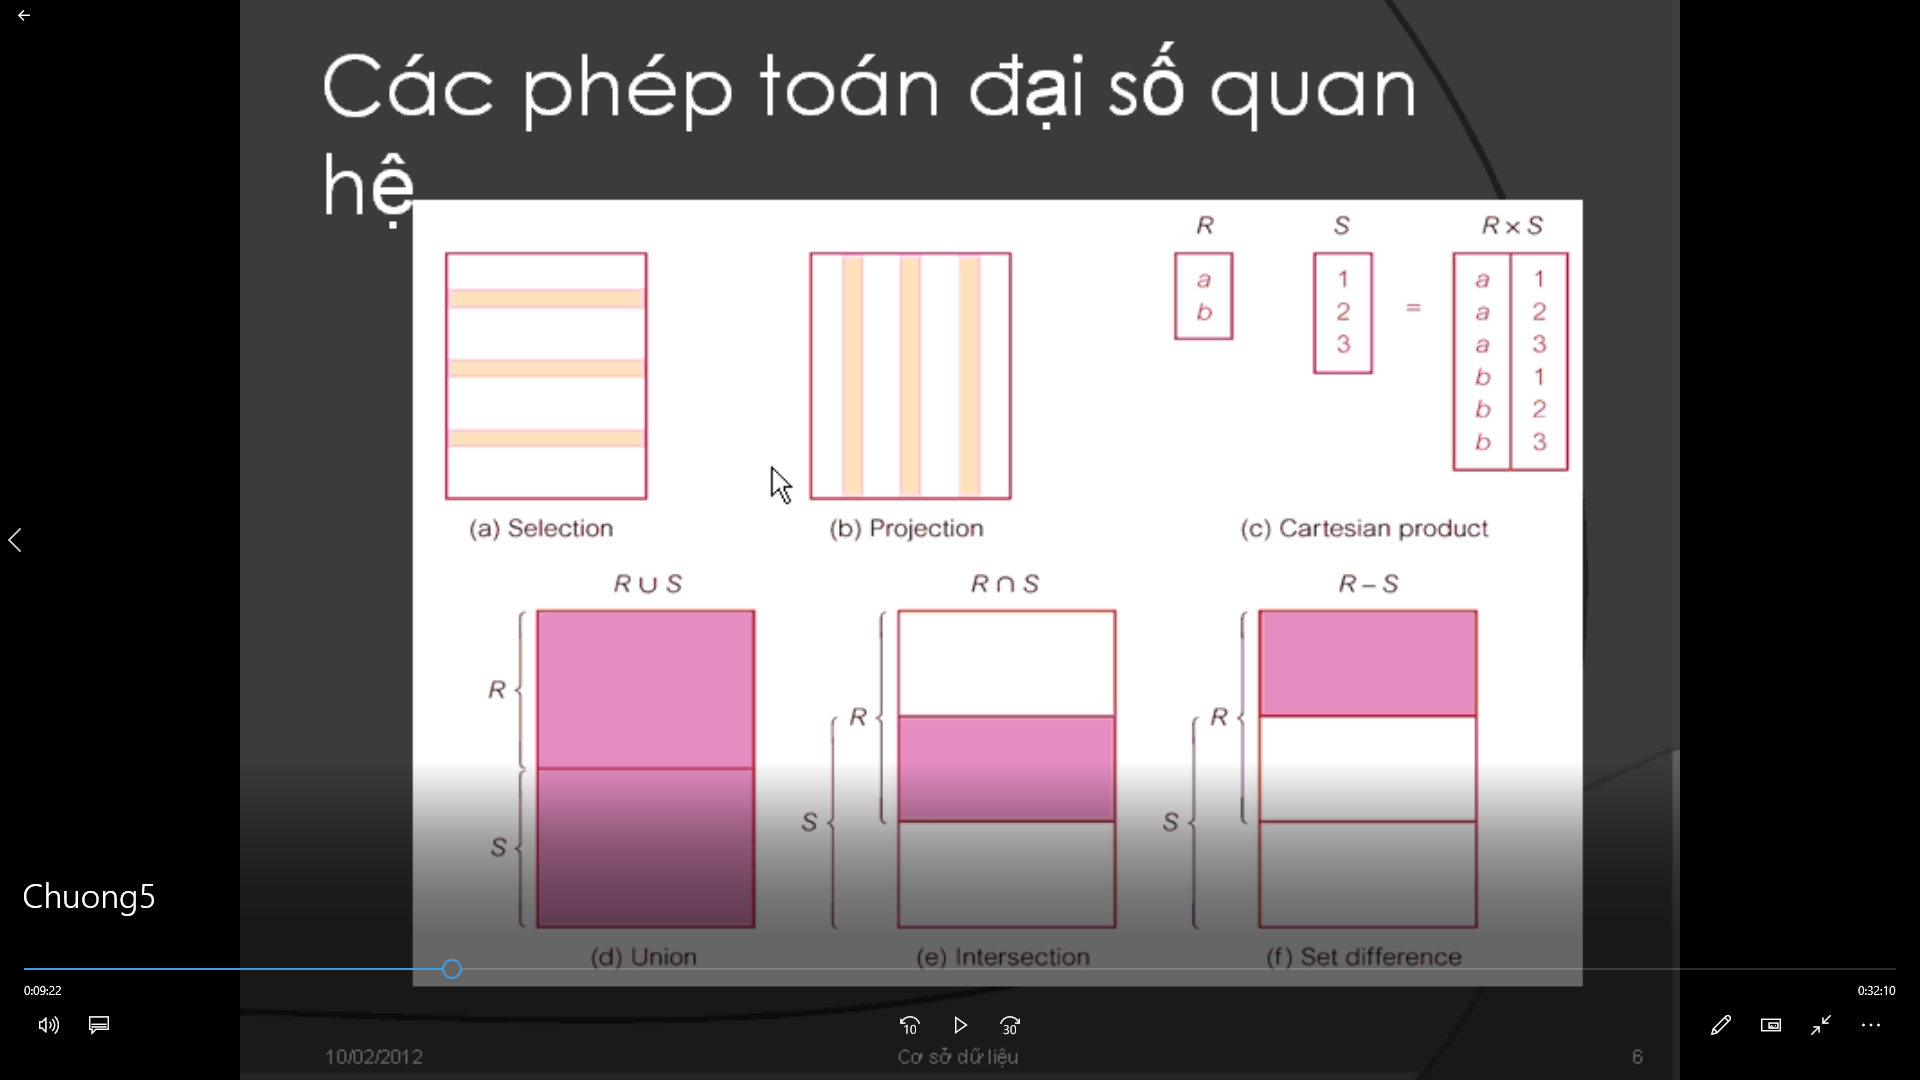 Các phép toán đại số quan
hệ
R S R × S
a 1 a 1
b 2 = a 2
3 a 3
b 1
b 2
b 3
(a) Selection (b) Projection (c) Cartesian product
R ∪ S R ∩ S R – S
R
R R
S S
S
(d) Union (e) Intersection (f) Set difference
Chuong5
0:09:22 0:32:10
10 30
10/02/2012 Cơ sở dữ liệu 6